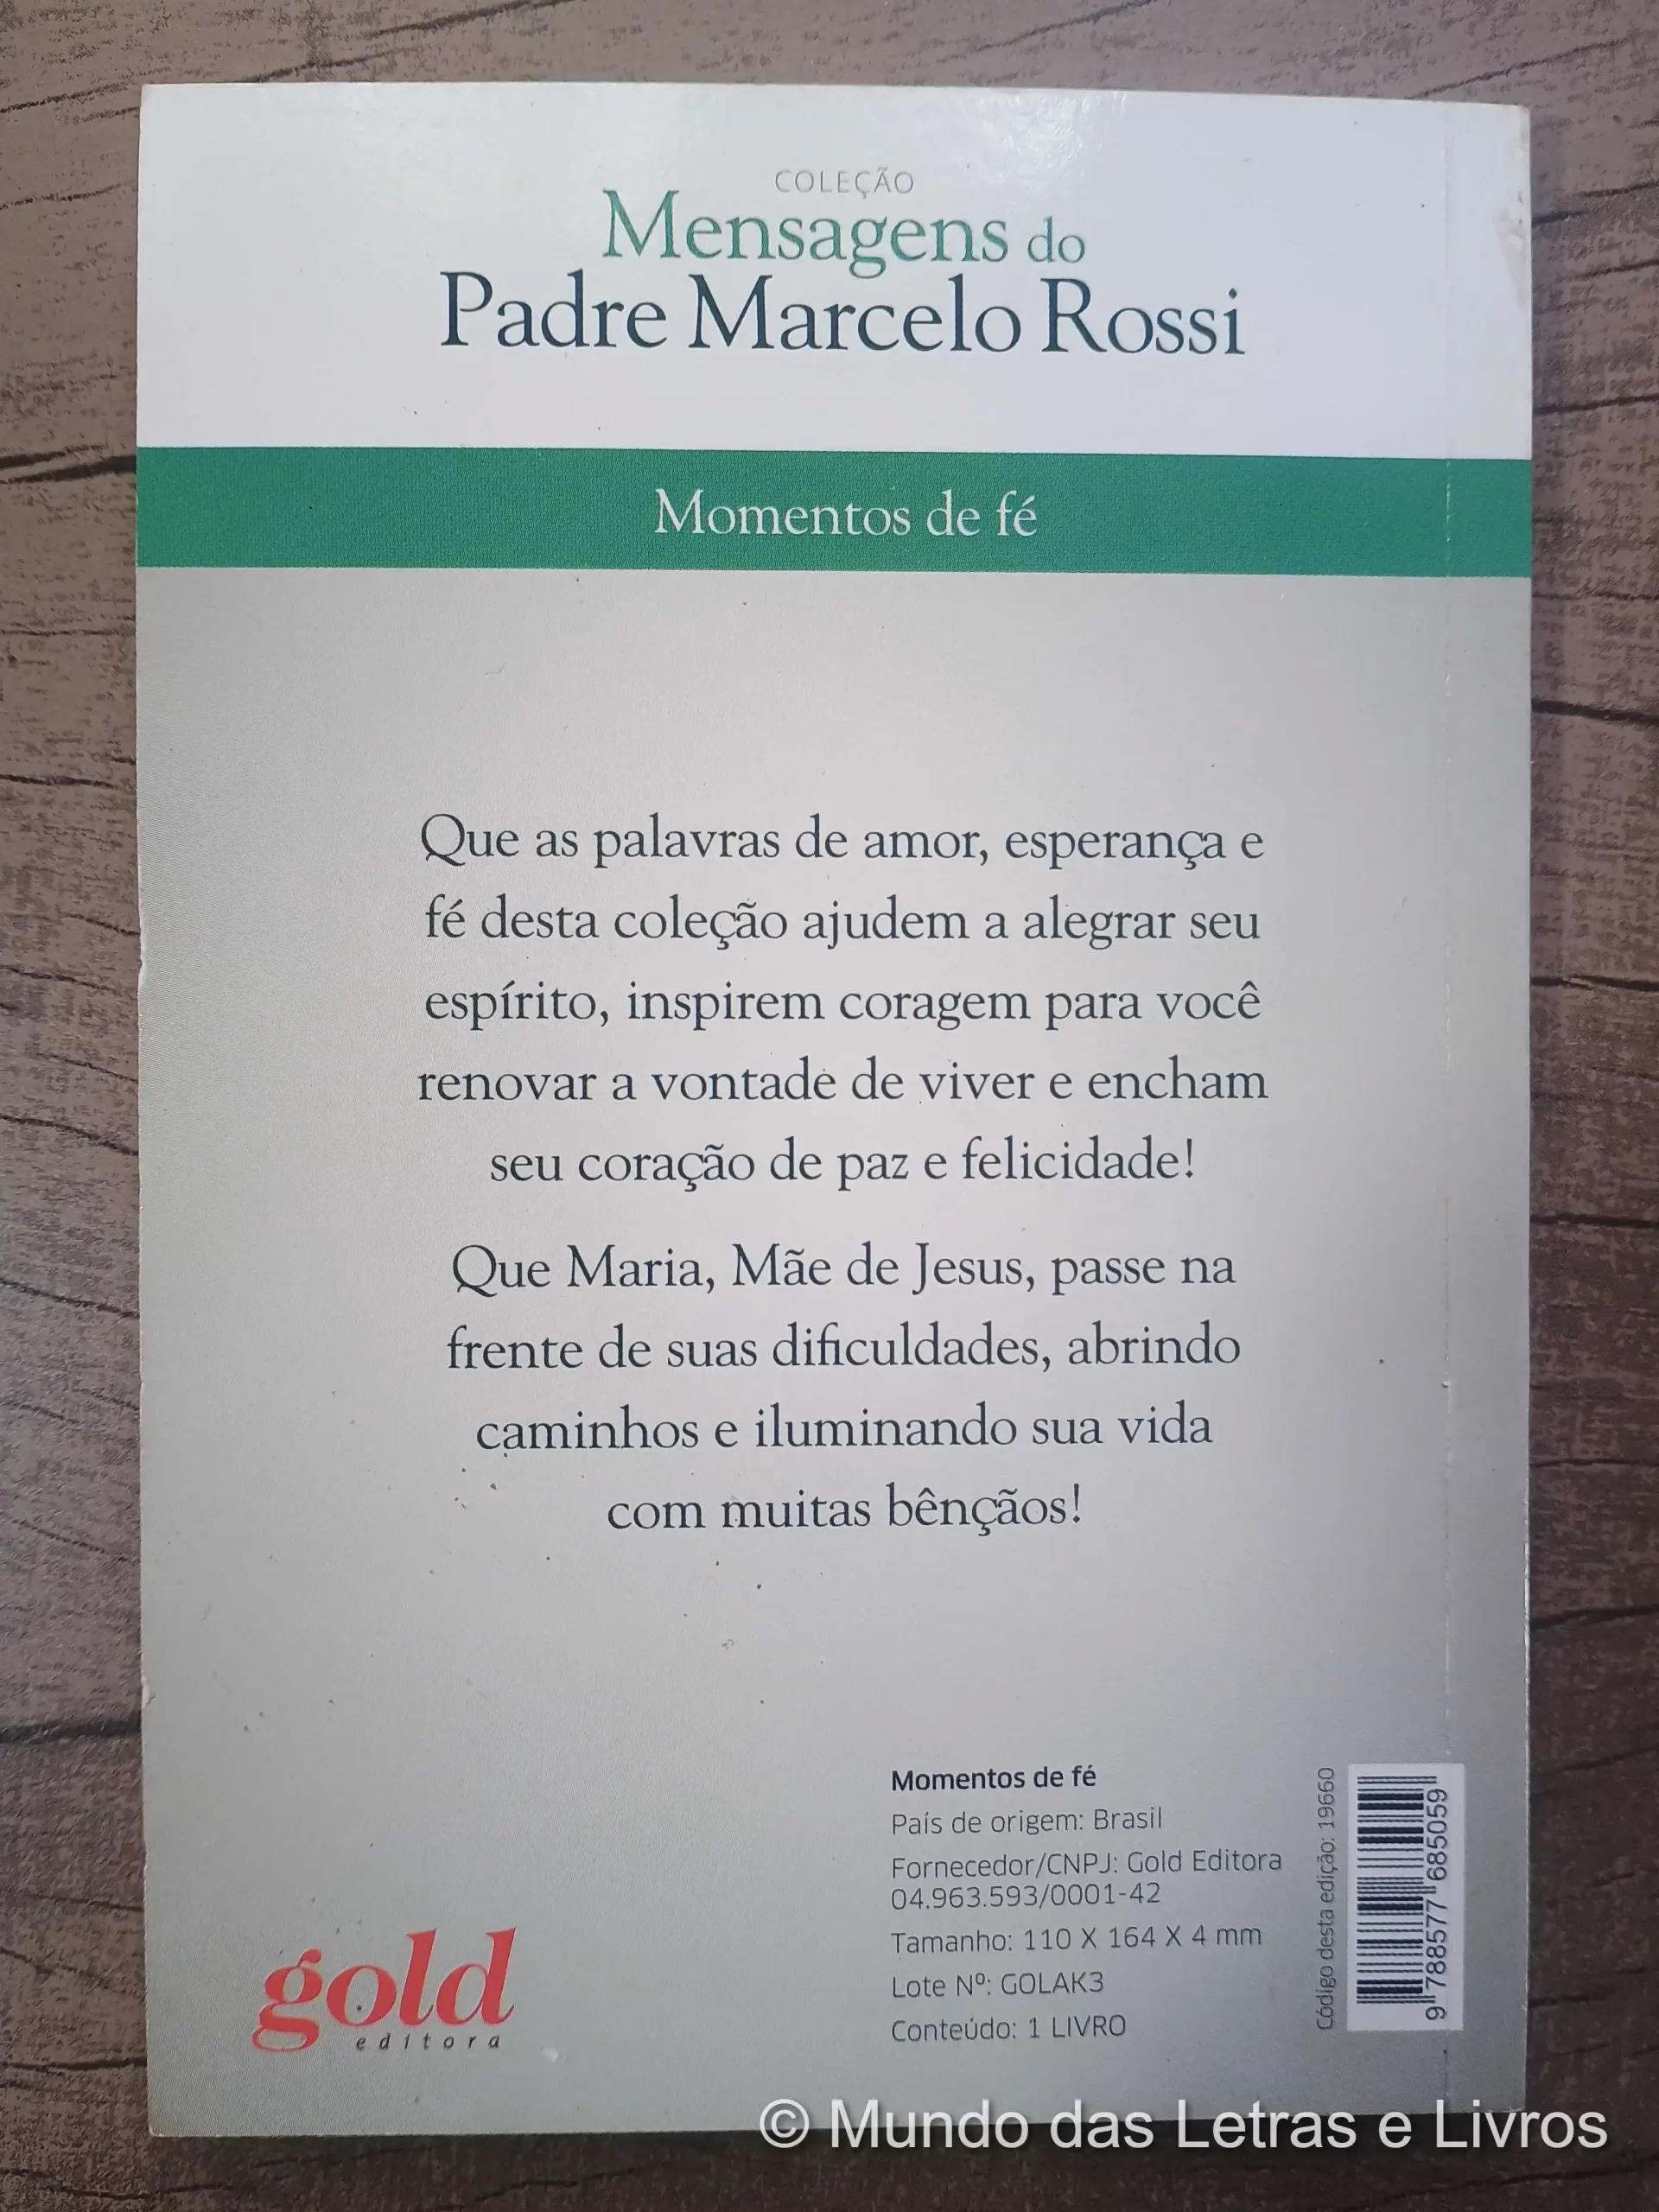 COLEÇÃO
Mensagens do
Padre Marcelo Rossi
Momentos de fé
Que as palavras de amor, esperança e
fé desta coleção ajudem a alegrar seu
espírito, inspirem coragem para você
renovar a vontade de viver e encham
seu coração de paz e felicidade!
Que Maria, Mãe de Jesus, passe na
frente de suas dificuldades, abrindo
caminhos e iluminando sua vida
com muitas bênçãos!
Momentos de fé
País de origem: Brasil
Fornecedor/CNPJ: Gold Editora
04.963.593/0001-42
Tamanho: 110 X 164 X 4 mm
Lote Nº: GOLAK3
Conteúdo: 1 LIVRO
Código desta edição: 19660
9 788577 685059
gold
editora
© Mundo das Letras e Livros